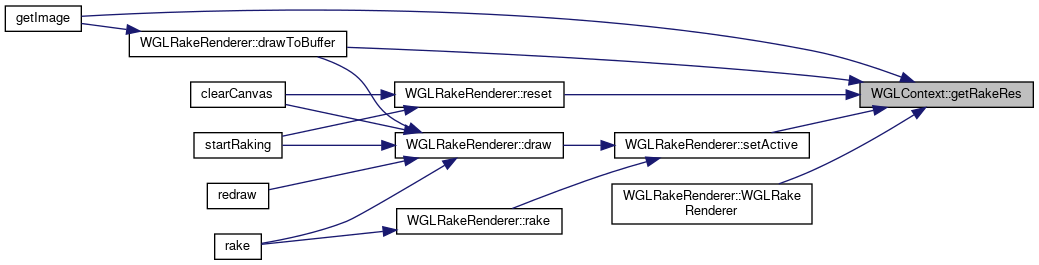 getImage
WGLRakeRenderer::drawToBuffer
clearCanvas
WGLRakeRenderer::reset
WGLContext::getRakeRes
startRaking
WGLRakeRenderer::draw
WGLRakeRenderer::setActive
redraw
WGLRakeRenderer::WGLRake
Renderer
WGLRakeRenderer::rake
rake